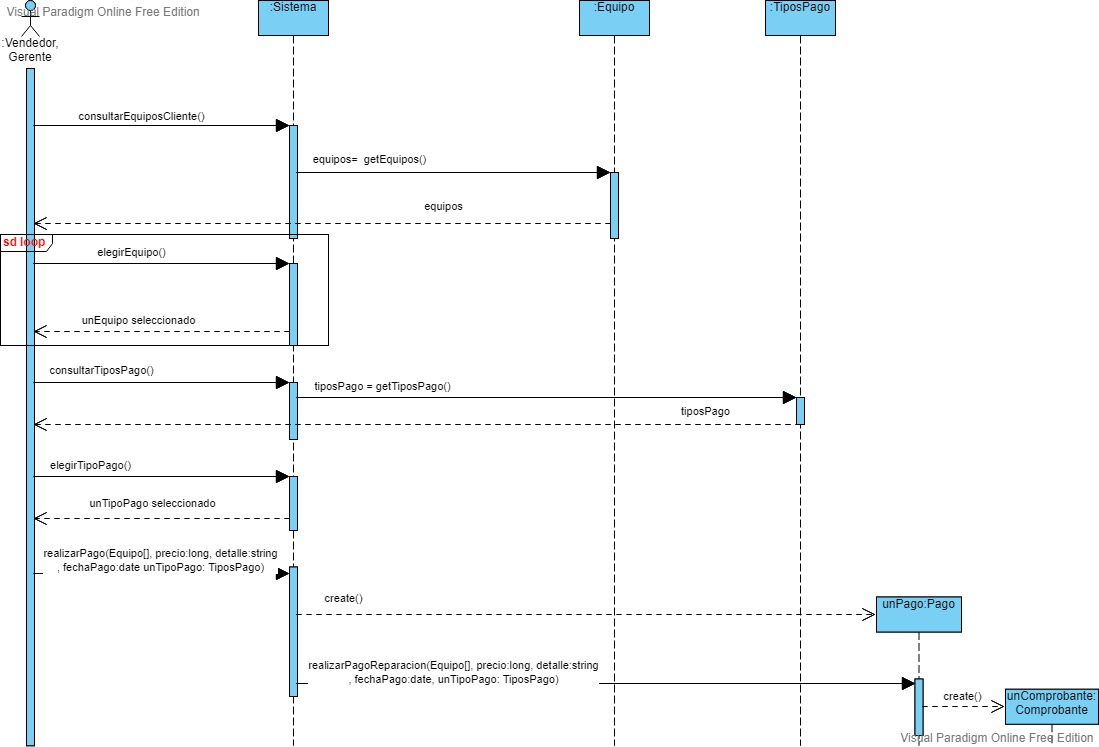 Visual Paradigm Online Free Edition
:Sistema
:Equipo
:TiposPago
:Vendedor,
Gerente
consultarEquiposCliente()
equipos=  getEquipos()
equipos
sd loop
elegirEquipo()
unEquipo seleccionado
consultarTiposPago()
tiposPago = getTiposPago()
tiposPago
elegirTipoPago()
unTipoPago seleccionado
realizarPago(Equipo[], precio:long, detalle:string
, fechaPago:date unTipoPago: TiposPago)
create()
unPago:Pago
realizarPagoReparacion(Equipo[], precio:long, detalle:string
, fechaPago:date, unTipoPago: TiposPago)
create()
unComprobante:
Comprobante
Visual Paradigm Online Free Edition